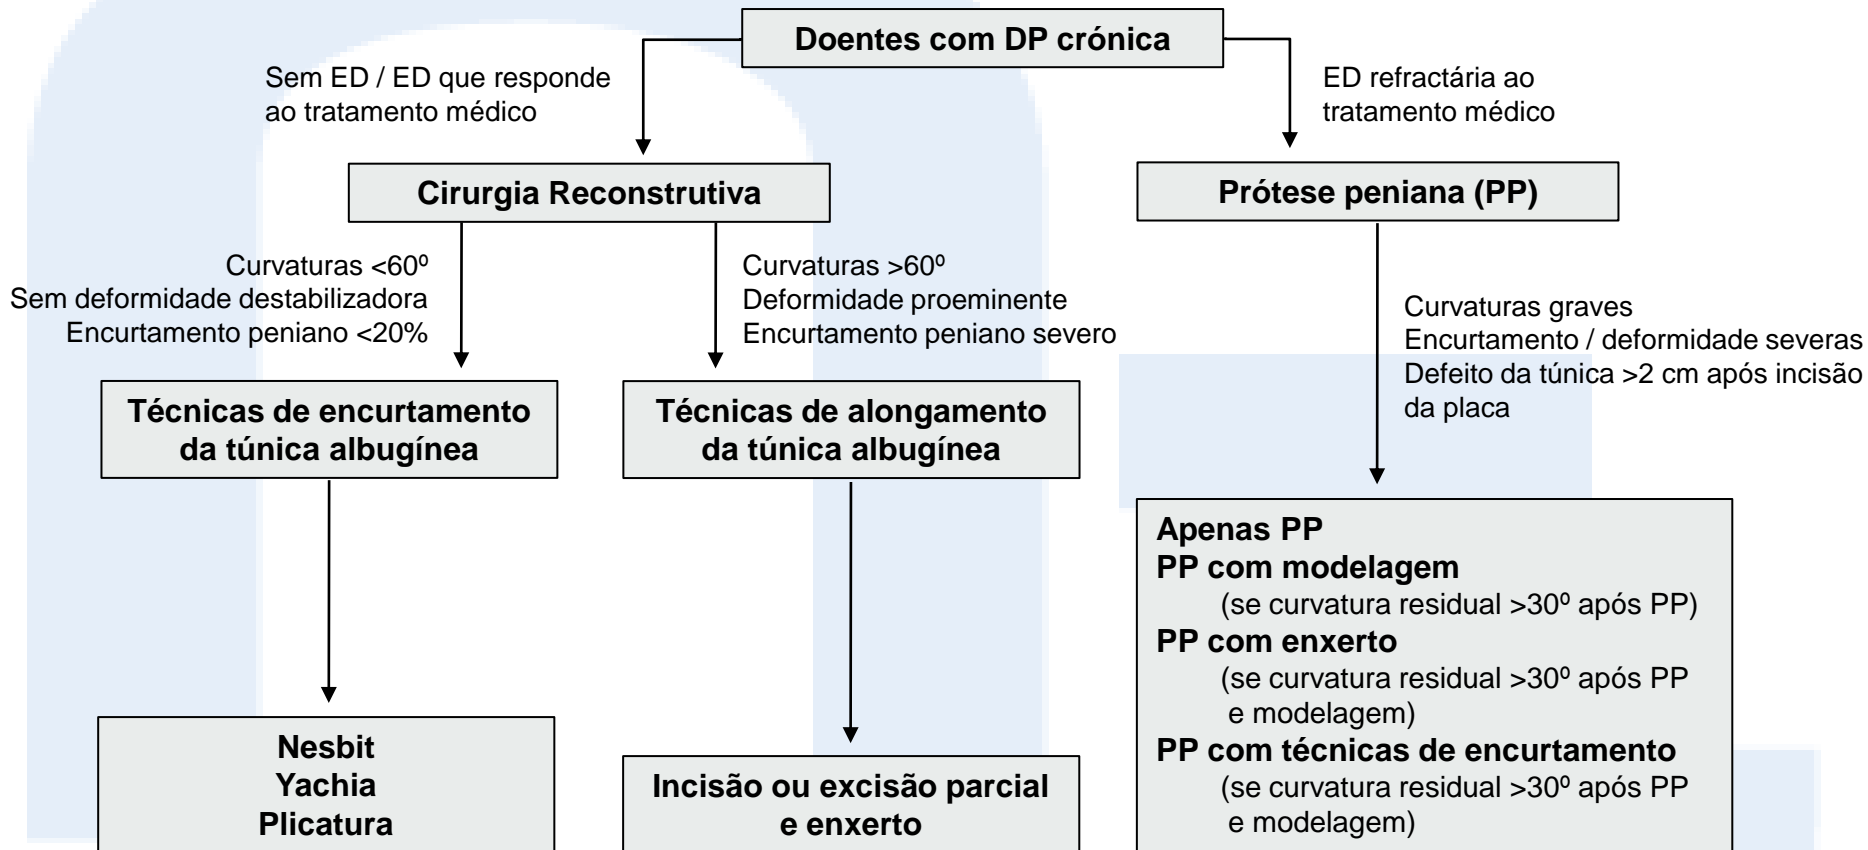 Doentes com DP crónica
Sem ED / ED que responde
ao tratamento médico
ED refractária ao
tratamento médico
Cirurgia Reconstrutiva
Prótese peniana (PP)
Curvaturas <60º
Sem deformidade destabilizadora
Encurtamento peniano <20%
Curvaturas >60º
Deformidade proeminente
Encurtamento peniano severo
Curvaturas graves
Encurtamento / deformidade severas
Defeito da túnica >2 cm após incisão
da placa
Técnicas de encurtamento
da túnica albugínea
Técnicas de alongamento
da túnica albugínea
Nesbit
Yachia
Plicatura
Incisão ou excisão parcial
e enxerto
Apenas PP
PP com modelagem
(se curvatura residual >30º após PP)
PP com enxerto
(se curvatura residual >30º após PP
e modelagem)
PP com técnicas de encurtamento
(se curvatura residual >30º após PP
e modelagem)